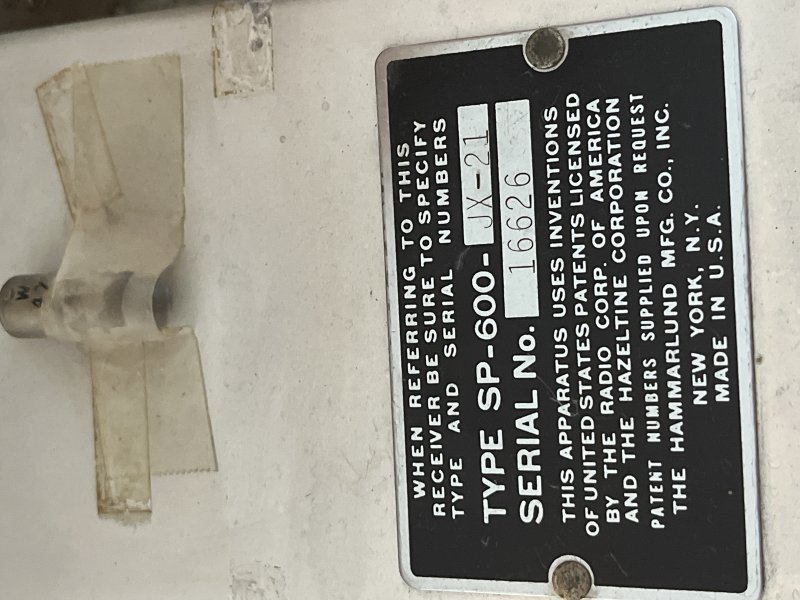 WHEN REFERRING TO THIS
RECEIVER BE SURE TO SPECIFY
TYPE AND SERIAL NUMBERS
TYPE SP-600- JX-21
SERIAL No. 16626
THIS APPARATUS USES INVENTIONS
OF UNITED STATES PATENTS LICENSED
BY THE RADIO CORP. OF AMERICA
AND THE HAZELTINE CORPORATION
PATENT NUMBERS SUPPLIED UPON REQUEST
THE HAMMARLUND MFG. CO., INC.
NEW YORK, N.Y.
MADE IN U.S.A.